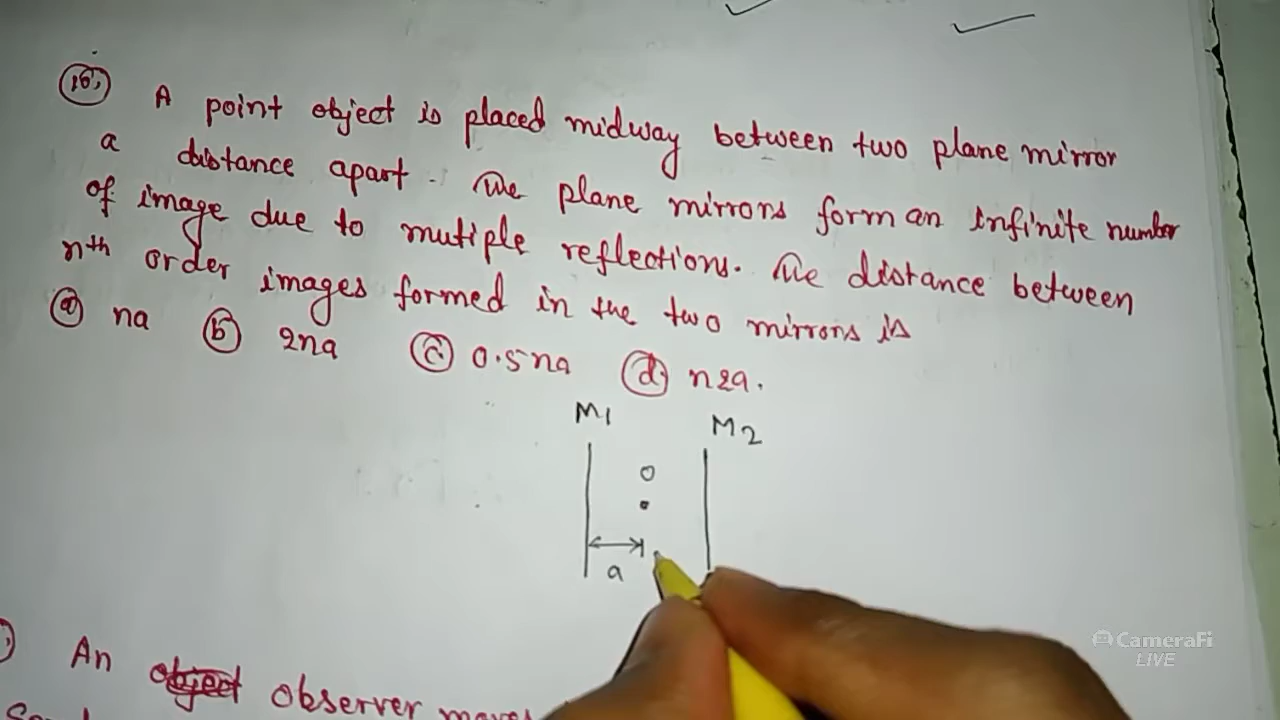 16. A point object is placed midway between two plane mirror
a distance apart. The plane mirrors form an infinite number
of image due to mutiple reflections. The distance between
nth order images formed in the two mirrors is
a na b 2na c 0.5na d. n2a.
M1 M2
o
a
An object observer moves
CameraFi
LIVE